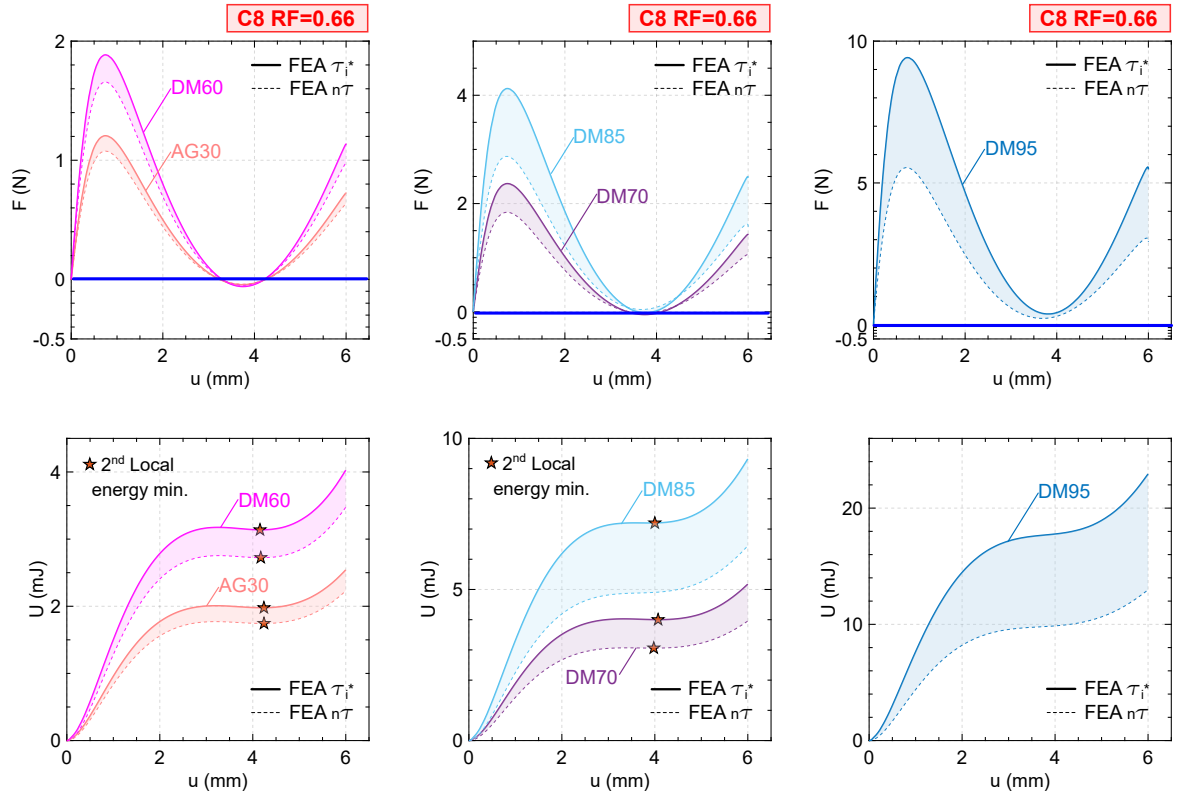 C8 RF=0.66
C8 RF=0.66
C8 RF=0.66
2
FEA τi*
FEA nτ
DM60
AG30
1
0
-0.5
0 2 4 6
F (N)
u (mm)
4
FEA τi*
FEA nτ
DM85
DM70
2
0
-0.5
0 2 4 6
F (N)
u (mm)
10
FEA τi*
FEA nτ
DM95
5
0
-0.5
0 2 4 6
F (N)
u (mm)
4
2nd Local
energy min.
DM60
AG30
2
FEA τi*
FEA nτ
0
0 2 4 6
U (mJ)
u (mm)
10
2nd Local
energy min.
DM85
5
DM70
FEA τi*
FEA nτ
0
0 2 4 6
U (mJ)
u (mm)
20
DM95
10
FEA τi*
FEA nτ
0
0 2 4 6
U (mJ)
u (mm)